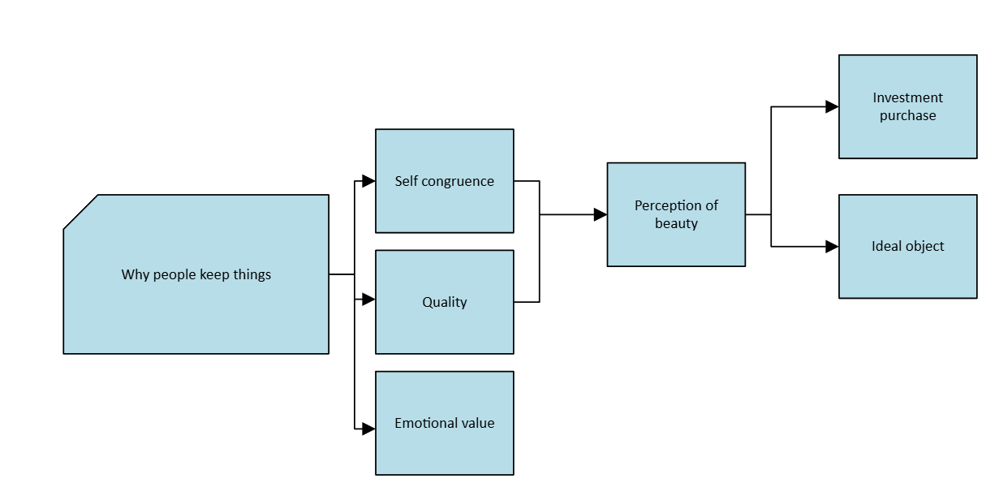 Why people keep things
Self congruence
Quality
Emotional value
Perception of
beauty
Investment
purchase
Ideal object